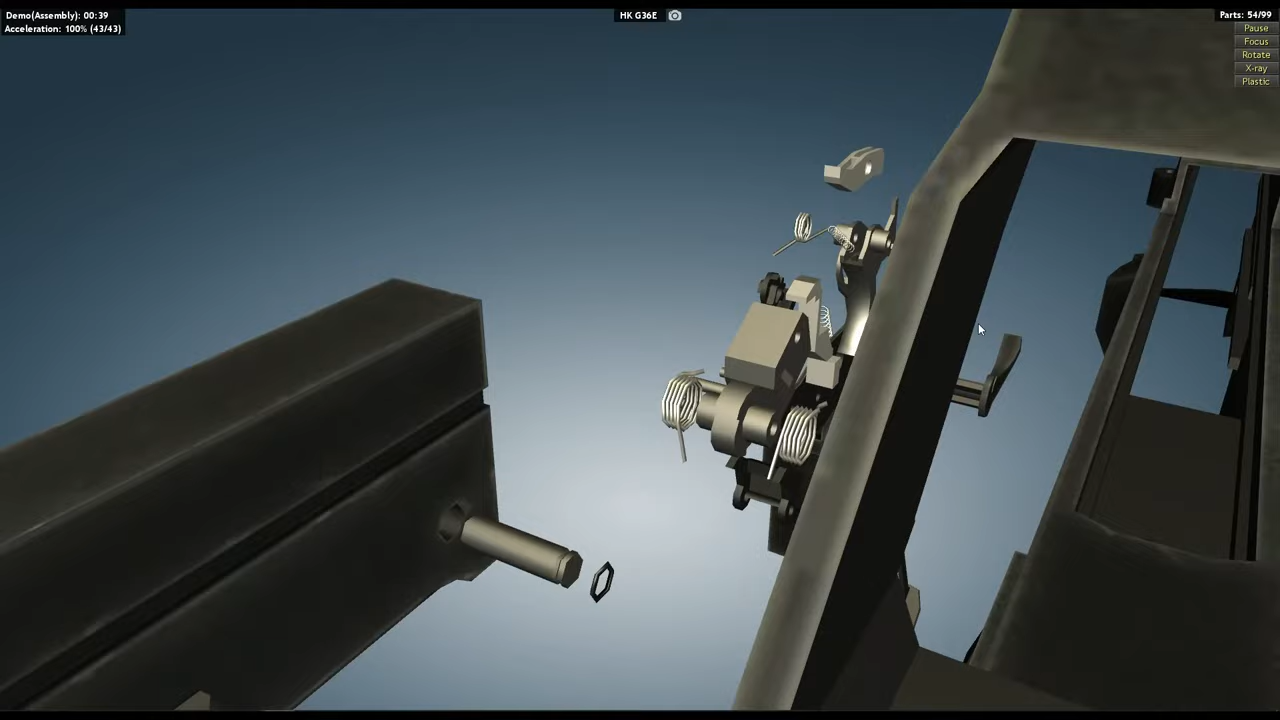 Demo(Assembly): 00:39
Acceleration: 100% (43/43)
HK G36E
Parts: 54/99
Pause
Focus
Rotate
X-ray
Plastic